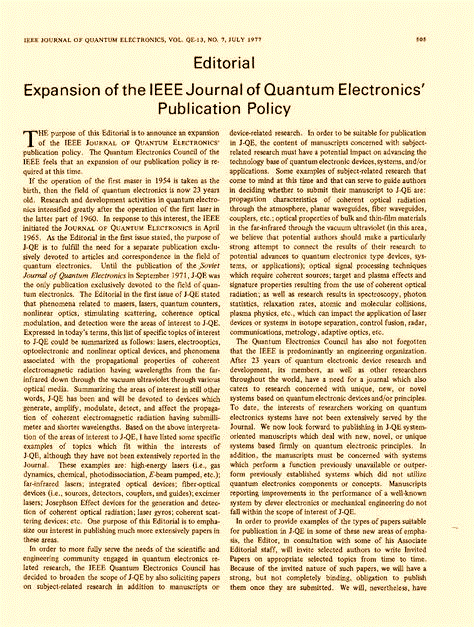 IEEE JOURNAL OF QUANTUM ELECTRONICS, VOL. QE-13, NO. 7, JULY 1977 505
Editorial
Expansion of the IEEE Journal of Quantum Electronics'
Publication Policy
THE purpose of this Editorial is to announce an expansion
of the IEEE JOURNAL OF QUANTUM ELECTRONICS'
publication policy. The Quantum Electronics Council of the
IEEE feels that an expansion of our publication policy is re-
quired at this time.
If the operation of the first maser in 1954 is taken as the
birth, then the field of quantum electronics is now 23 years
old. Research and development activities in quantum electro-
nics intensified greatly after the operation of the first laser in
the latter part of 1960. In response to this interest, the IEEE
initiated the JOURNAL OF QUANTUM ELECTRONICS in April
1965. As the Editorial in the first issue stated, the purpose of
J-QE is to fulfill the need for a separate publication exclu-
sively devoted to articles and correspondence in the field of
quantum electronics. Until the publication of the Soviet
Journal of Quantum Electronics in September 1971, J-QE was
the only publication exclusively devoted to the field of quan-
tum electronics. The Editorial in the first issue of J-QE stated
that phenomena related to masers, lasers, quantum counters,
nonlinear optics, stimulating scattering, coherence optical
modulation, and detection were the areas of interest to J-QE.
Expressed in today's terms, this list of specific topics of interest
to J-QE could be summarized as follows: lasers, electrooptics,
optoelectronic and nonlinear optical devices, and phenomena
associated with the propagational properties of coherent
electromagnetic radiation having wavelengths from the far-
infrared down through the vacuum ultraviolet through various
optical media. Summarizing the areas of interest in still other
words, J-QE has been and will be devoted to devices which
generate, amplify, modulate, detect, and affect the propaga-
tion of coherent electromagnetic radiation having submilli-
meter and shorter wavelengths. Based on the above interpreta-
tion of the areas of interest to J-QE, I have listed some specific
examples of topics which fit within the interests of
J-QE, although they have not been extensively reported in the
Journal. These examples are: high-energy lasers (i.e., gas
dynamics, chemical, photodissociation, E-beam pumped, etc.);
far-infrared lasers; integrated optical devices; fiber-optical
devices (i.e., sources, detectors, couplers, and guides); excimer
lasers; Josephson Effect devices for the generation and detec-
tion of coherent optical radiation; laser gyros; coherent scat-
tering devices; etc. One purpose of this Editorial is to empha-
size our interest in publishing much more extensively papers in
these areas.
In order to more fully serve the needs of the scientific and
engineering community engaged in quantum electronics re-
lated research, the IEEE Quantum Electronics Council has
decided to broaden the scope of J-QE by also soliciting papers
on subject-related research in addition to manuscripts or
device-related research. In order to be suitable for publication
in J-QE, the content of manuscripts concerned with subject-
related research must have a potential impact on advancing the
technology base of quantum electronic devices, systems, and/or
applications. Some examples of subject-related research that
come to mind at this time and that can serve to guide authors
in deciding whether to submit their manuscript to J-QE are:
propagation characteristics of coherent optical radiation
through the atmosphere, planar waveguides, fiber waveguides,
couplers, etc.; optical properties of bulk and thin-film materials
in the far-infrared through the vacuum ultraviolet (in this area,
we believe that potential authors should make a particularly
strong attempt to connect the results of their research to
potential advances to quantum electronics type devices, sys-
tems, or applications); optical signal processing techniques
which require coherent sources; target and plasma effects and
signature properties resulting from the use of coherent optical
radiation; as well as research results in spectroscopy, photon
statistics, relaxation rates, atomic and molecular collisions,
plasma physics, etc., which can impact the application of laser
devices or systems in isotope separation, control fusion, radar,
communications, metology, adaptive optics, etc.
The Quantum Electronics Council has also not forgotten
that the IEEE is predominantly an engineering organization.
After 23 years of quantum electronic device research and
development, its members, as well as other researchers
throughout the world, have a need for a journal which also
caters to research concerned with unique, new, or novel
systems based on quantum electronic devices and/or principles.
To date, the interests of researchers working on quantum
electronics systems have not been extensively served by the
Journal. We now look forward to publishing in J-QE system-
oriented manuscripts which deal with new, novel, or unique
systems based firmly on quantum electronic principles. In
addition, the manuscripts must be concerned with systems
which perform a function previously unavailable or outper-
form previously established systems which did not utilize
quantum electronics components or concepts. Manuscripts
reporting improvements in the performance of a well-known
system by clever electronics or mechanical engineering do not
fall within the scope of interest of J-QE.
In order to provide examples of the types of papers suitable
for publication in J-QE in some of these new areas of empha-
sis, the Editor, in consultation with some of his Associate
Editorial staff, will invite selected authors to write Invited
Papers on appropriate selected topics from time to time.
Because of the invited nature of such papers, we will have a
strong, but not completely binding, obligation to publish
them once they are submitted. We will, nevertheless, have